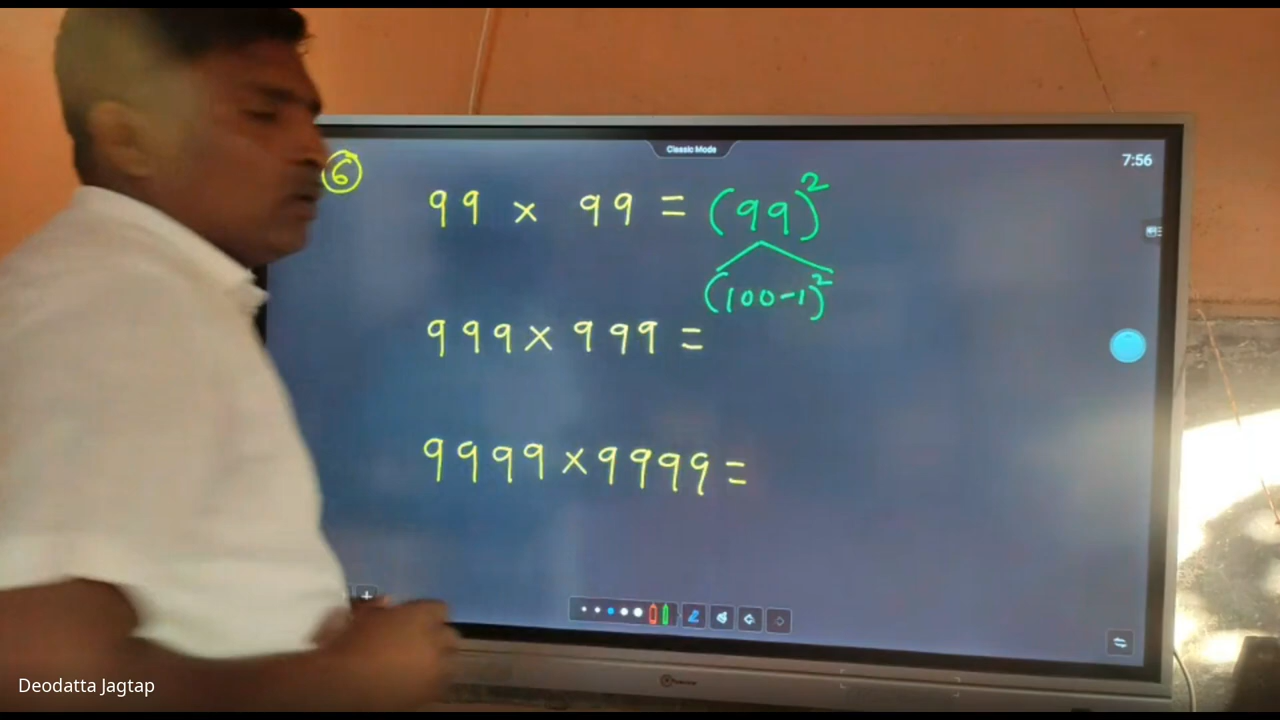 Classic Mode
7:56
6
99 × 99 = (99)²
(100-1)²
999 × 999 =
9999 × 9999 =
Deodatta Jagtap